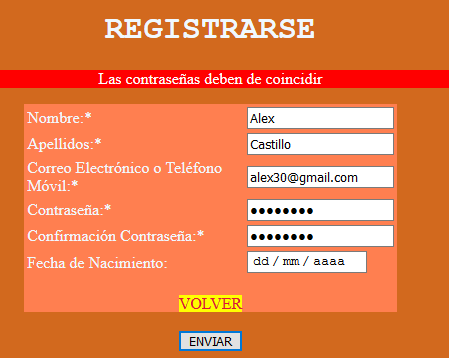 REGISTRARSE
Las contraseñas deben de coincidir
Nombre:* Alex
Apellidos:* Castillo
Correo Electrónico o Teléfono
Móvil:* alex30@gmail.com
Contraseña:* ●●●●●●●●
Confirmación Contraseña:* ●●●●●●●●
Fecha de Nacimiento: dd / mm / aaaa
VOLVER
ENVIAR